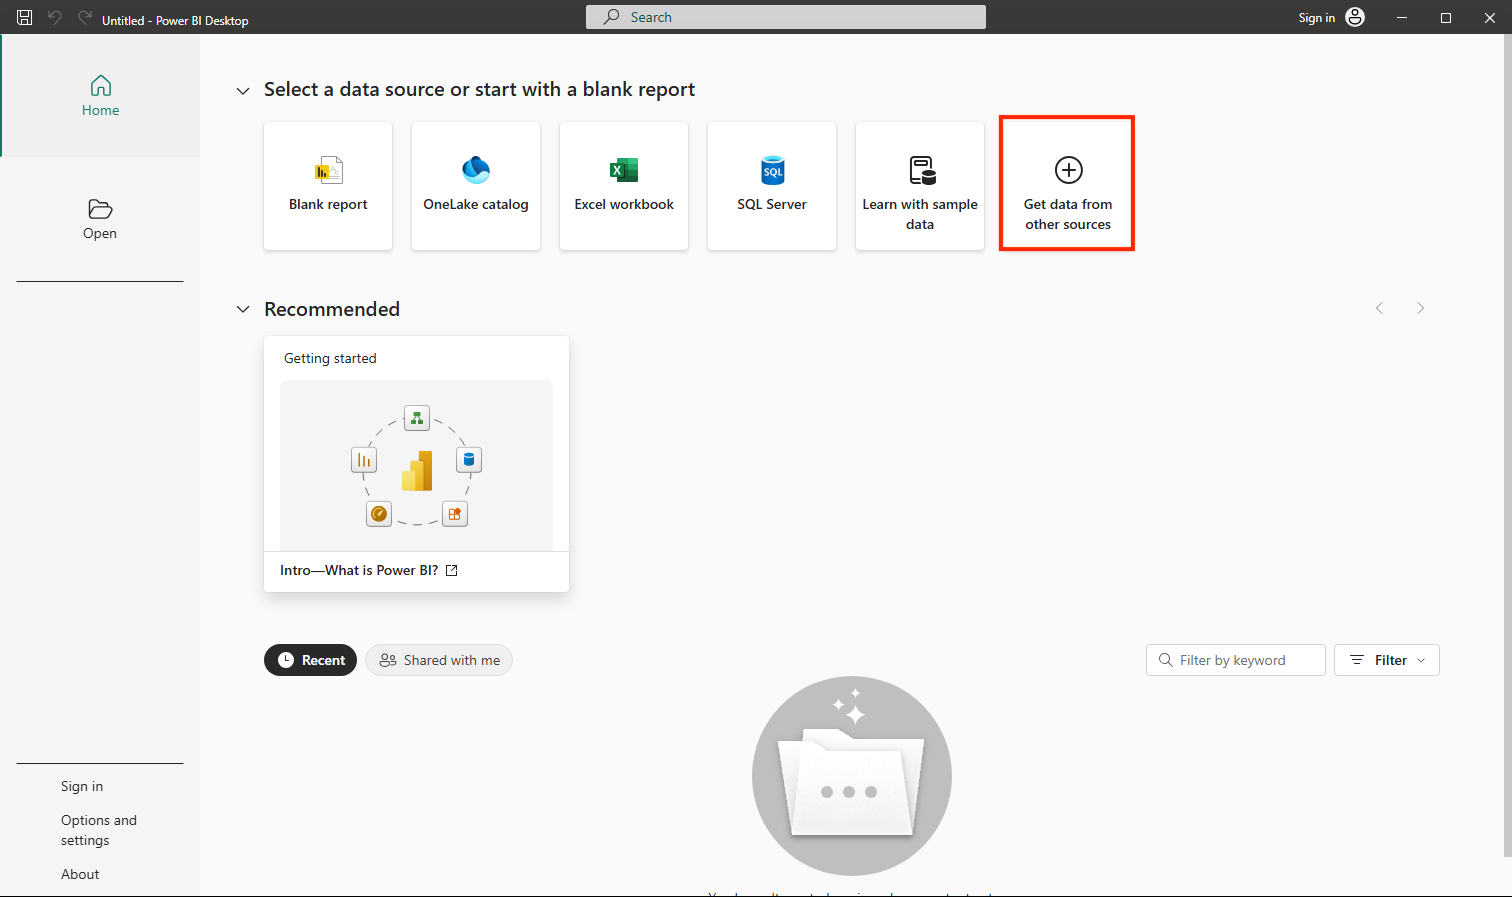 Untitled - Power BI Desktop
Search
Sign in
Home
Open
Select a data source or start with a blank report
Blank report
OneLake catalog
Excel workbook
SQL
SQL Server
Learn with sample
data
Get data from
other sources
Recommended
Getting started
Intro—What is Power BI?
Recent
Shared with me
Filter by keyword
Filter
Sign in
Options and
settings
About